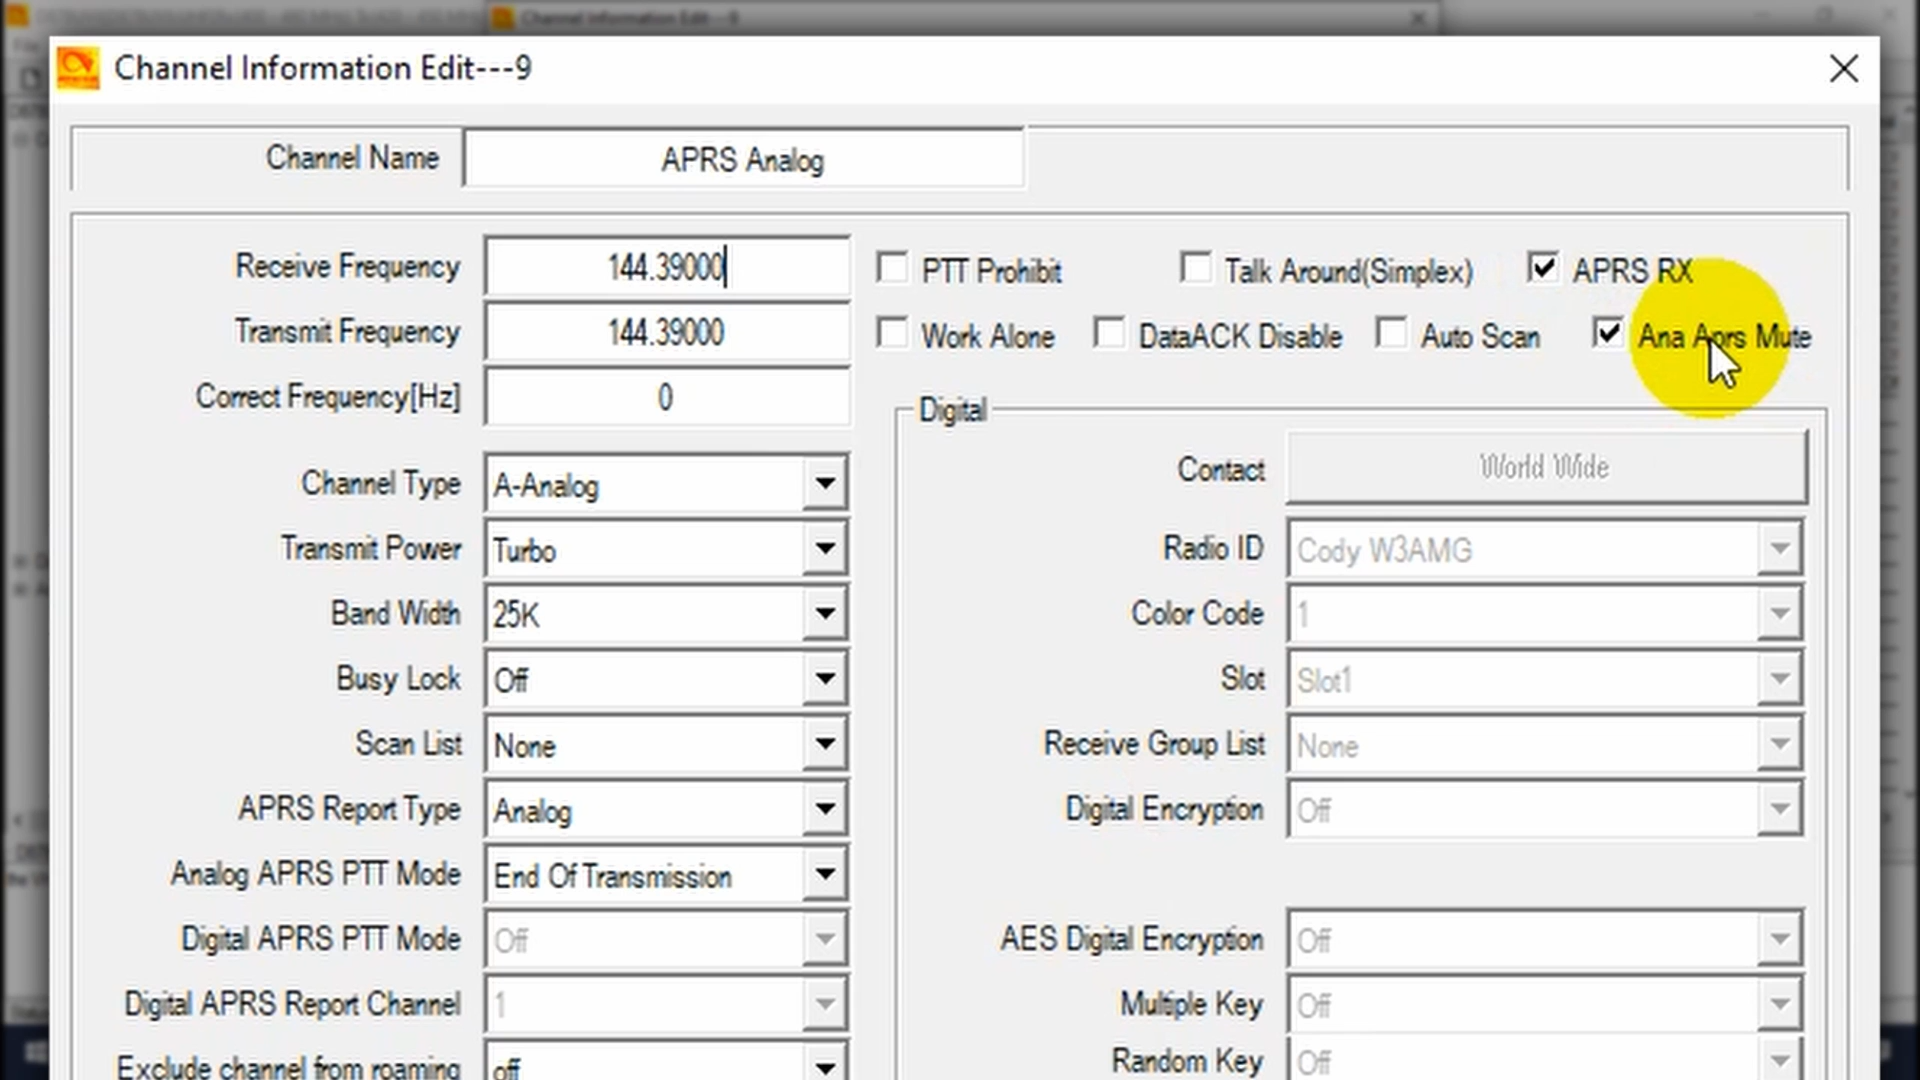 Channel Information Edit---9
Channel Information Edit---9
Channel Name APRS Analog
Receive Frequency 144.39000 PTT Prohibit Talk Around(Simplex) APRS RX
Transmit Frequency 144.39000 Work Alone DataACK Disable Auto Scan Ana Aprs Mute
Correct Frequency[Hz] 0
Digital
Channel Type A-Analog Contact World Wide
Transmit Power Turbo Radio ID Cody W3AMG
Band Width 25K Color Code 1
Busy Lock Off Slot Slot1
Scan List None Receive Group List None
APRS Report Type Analog Digital Encryption Off
Analog APRS PTT Mode End Of Transmission
Digital APRS PTT Mode Off AES Digital Encryption Off
Digital APRS Report Channel 1 Multiple Key Off
Exclude channel from roaming off Random Key Off